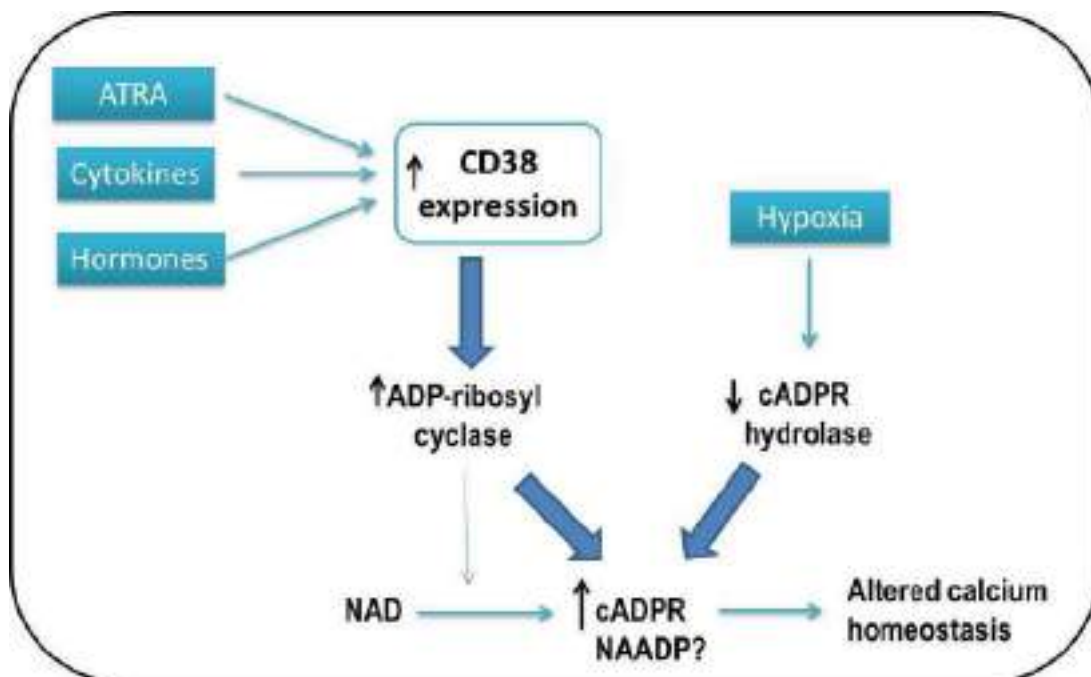 ATRA
Cytokines
Hormones
↑ CD38
expression
Hypoxia
↑ADP-ribosyl
cyclase
↓ cADPR
hydrolase
NAD
↑ cADPR
NAADP?
Altered calcium
homeostasis